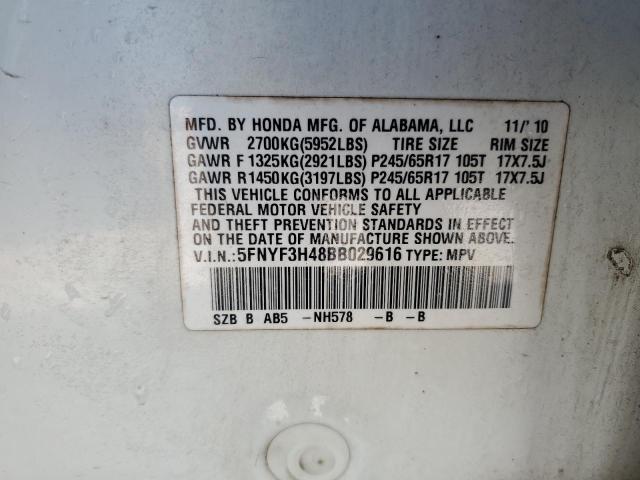 MFD. BY HONDA MFG. OF ALABAMA, LLC 11/'10
GVWR 2700KG(5952LBS) TIRE SIZE RIM SIZE
GAWR F 1325KG(2921LBS) P245/65R17 105T 17X7.5J
GAWR R 1450KG(3197LBS) P245/65R17 105T 17X7.5J
THIS VEHICLE CONFORMS TO ALL APPLICABLE
FEDERAL MOTOR VEHICLE SAFETY
AND THEFT PREVENTION STANDARDS IN EFFECT
ON THE DATE OF MANUFACTURE SHOWN ABOVE.
V.I.N.:5FNYF3H48BB029616 TYPE: MPV
SZB B AB5 -NH578 -B -B